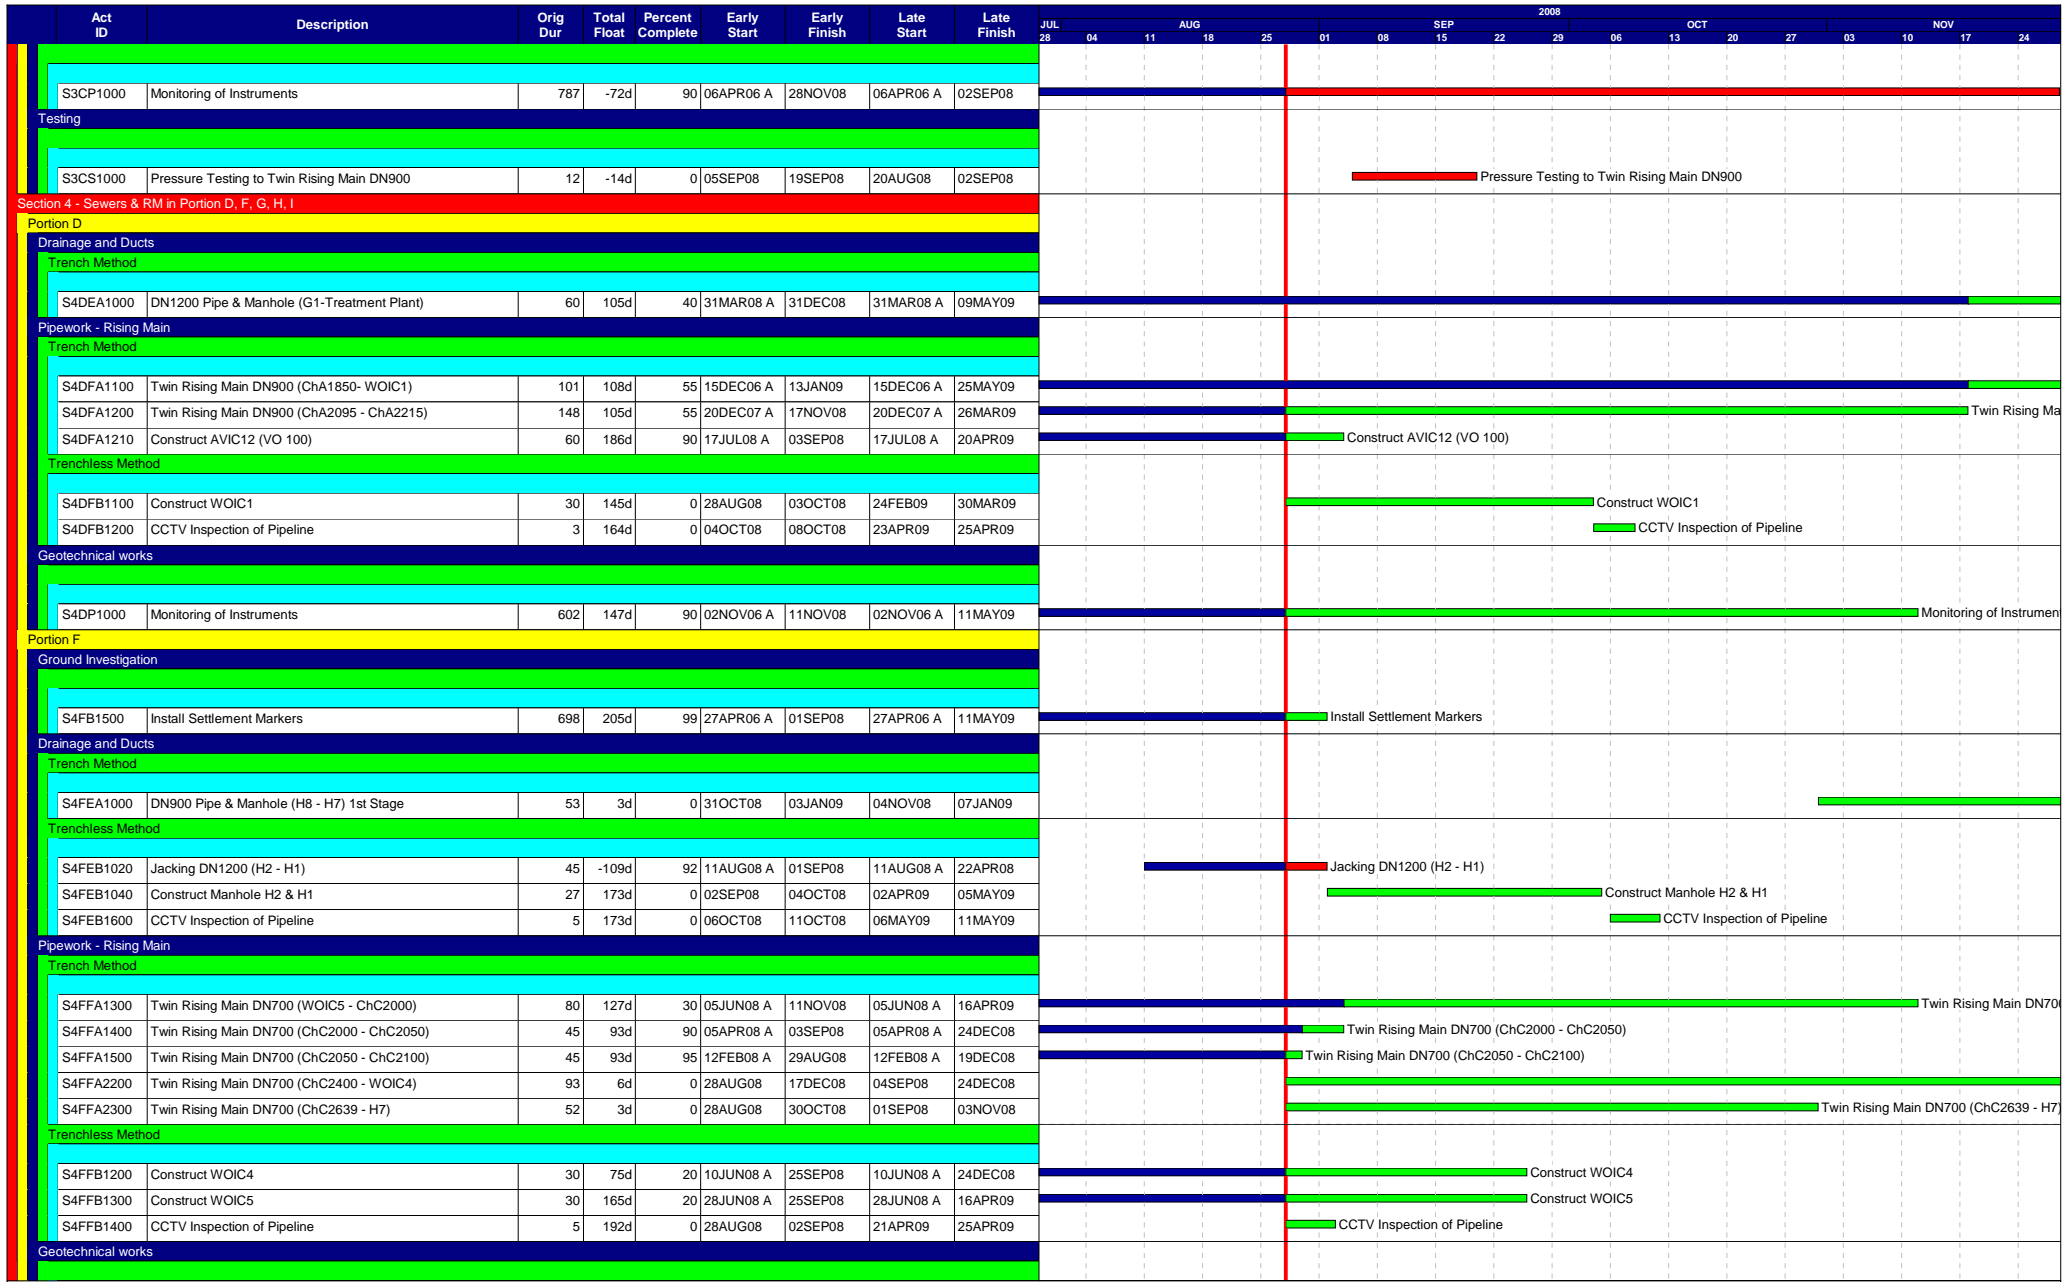 Act ID Description Orig Dur Total Float Percent Complete Early Start Early Finish Late Start Late Finish
2008
JUL AUG SEP OCT NOV
28 04 11 18 25 01 08 15 22 29 06 13 20 27 03 10 17 24
S3CP1000 Monitoring of Instruments 787 -72d 90 06APR06 A 28NOV08 06APR06 A 02SEP08
Testing
S3CS1000 Pressure Testing to Twin Rising Main DN900 12 -14d 0 05SEP08 19SEP08 20AUG08 02SEP08 Pressure Testing to Twin Rising Main DN900
Section 4 - Sewers & RM in Portion D, F, G, H, I
Portion D
Drainage and Ducts
Trench Method
S4DEA1000 DN1200 Pipe & Manhole (G1-Treatment Plant) 60 105d 40 31MAR08 A 31DEC08 31MAR08 A 09MAY09
Pipework - Rising Main
Trench Method
S4DFA1100 Twin Rising Main DN900 (ChA1850- WOIC1) 101 108d 55 15DEC06 A 13JAN09 15DEC06 A 25MAY09
S4DFA1200 Twin Rising Main DN900 (ChA2095 - ChA2215) 148 105d 55 20DEC07 A 17NOV08 20DEC07 A 26MAR09 Twin Rising Ma
S4DFA1210 Construct AVIC12 (VO 100) 60 186d 90 17JUL08 A 03SEP08 17JUL08 A 20APR09 Construct AVIC12 (VO 100)
Trenchless Method
S4DFB1100 Construct WOIC1 30 145d 0 28AUG08 03OCT08 24FEB09 30MAR09 Construct WOIC1
S4DFB1200 CCTV Inspection of Pipeline 3 164d 0 04OCT08 08OCT08 23APR09 25APR09 CCTV Inspection of Pipeline
Geotechnical works
S4DP1000 Monitoring of Instruments 602 147d 90 02NOV06 A 11NOV08 02NOV06 A 11MAY09 Monitoring of Instrumen
Portion F
Ground Investigation
S4FB1500 Install Settlement Markers 698 205d 99 27APR06 A 01SEP08 27APR06 A 11MAY09 Install Settlement Markers
Drainage and Ducts
Trench Method
S4FEA1000 DN900 Pipe & Manhole (H8 - H7) 1st Stage 53 3d 0 31OCT08 03JAN09 04NOV08 07JAN09
Trenchless Method
S4FEB1020 Jacking DN1200 (H2 - H1) 45 -109d 92 11AUG08 A 01SEP08 11AUG08 A 22APR08 Jacking DN1200 (H2 - H1)
S4FEB1040 Construct Manhole H2 & H1 27 173d 0 02SEP08 04OCT08 02APR09 05MAY09 Construct Manhole H2 & H1
S4FEB1600 CCTV Inspection of Pipeline 5 173d 0 06OCT08 11OCT08 06MAY09 11MAY09 CCTV Inspection of Pipeline
Pipework - Rising Main
Trench Method
S4FFA1300 Twin Rising Main DN700 (WOIC5 - ChC2000) 80 127d 30 05JUN08 A 11NOV08 05JUN08 A 16APR09 Twin Rising Main DN70
S4FFA1400 Twin Rising Main DN700 (ChC2000 - ChC2050) 45 93d 90 05APR08 A 03SEP08 05APR08 A 24DEC08 Twin Rising Main DN700 (ChC2000 - ChC2050)
S4FFA1500 Twin Rising Main DN700 (ChC2050 - ChC2100) 45 93d 95 12FEB08 A 29AUG08 12FEB08 A 19DEC08 Twin Rising Main DN700 (ChC2050 - ChC2100)
S4FFA2200 Twin Rising Main DN700 (ChC2400 - WOIC4) 93 6d 0 28AUG08 17DEC08 04SEP08 24DEC08
S4FFA2300 Twin Rising Main DN700 (ChC2639 - H7) 52 3d 0 28AUG08 30OCT08 01SEP08 03NOV08 Twin Rising Main DN700 (ChC2639 - H7)
Trenchless Method
S4FFB1200 Construct WOIC4 30 75d 20 10JUN08 A 25SEP08 10JUN08 A 24DEC08 Construct WOIC4
S4FFB1300 Construct WOIC5 30 165d 20 28JUN08 A 25SEP08 28JUN08 A 16APR09 Construct WOIC5
S4FFB1400 CCTV Inspection of Pipeline 5 192d 0 28AUG08 02SEP08 21APR09 25APR09 CCTV Inspection of Pipeline
Geotechnical works